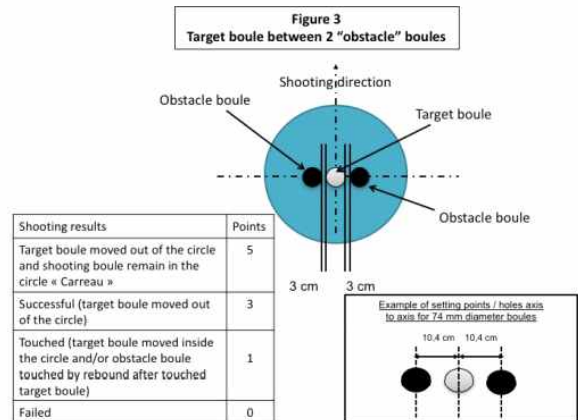 Figure 3
Target boule between 2 “obstacle” boules
Shooting direction
Obstacle boule
Target boule
Obstacle boule
Shooting results Points
Target boule moved out of the circle 5
and shooting boule remain in the
circle « Carreau »
Successful (target boule moved out 3
of the circle)
Touched (target boule moved inside 1
the circle and/or obstacle boule
touched by rebound after touched
target boule)
Failed 0
3 cm 3 cm
Example of setting points / holes axis
to axis for 74 mm diameter boules
10,4 cm 10,4 cm